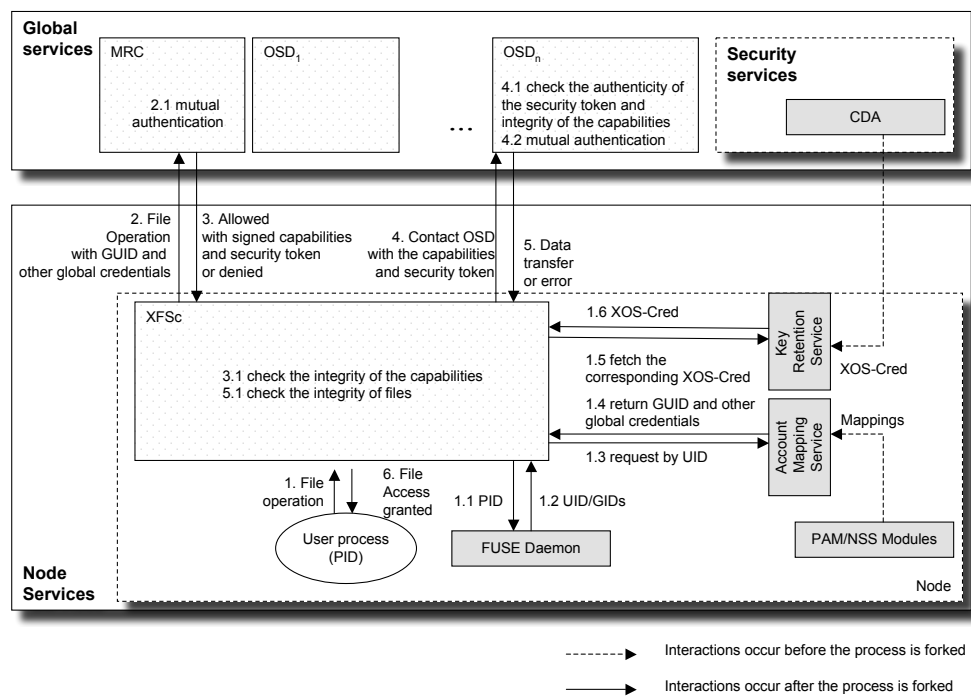 Global
services
MRC
2.1 mutual
authentication
OSD1
...
OSDn
4.1 check the authenticity of
the security token and
integrity of the capabilities
4.2 mutual authentication
Security
services
CDA
2. File
Operation
with GUID and
other global credentials
3. Allowed
with signed capabilities
and security token
or denied
4. Contact OSD
with the capabilities
and security token
5. Data
transfer
or error
XFSc
3.1 check the integrity of the capabilities
5.1 check the integrity of files
1.6 XOS-Cred
1.5 fetch the
corresponding XOS-Cred
Key
Retention
Service
XOS-Cred
1.4 return GUID and other
global credentials
1.3 request by UID
Account
Mapping
Service
Mappings
1. File
operation
6. File
Access
granted
1.1 PID
1.2 UID/GIDs
User process
(PID)
FUSE Daemon
PAM/NSS Modules
Node
Services
Node
Interactions occur before the process is forked
Interactions occur after the process is forked